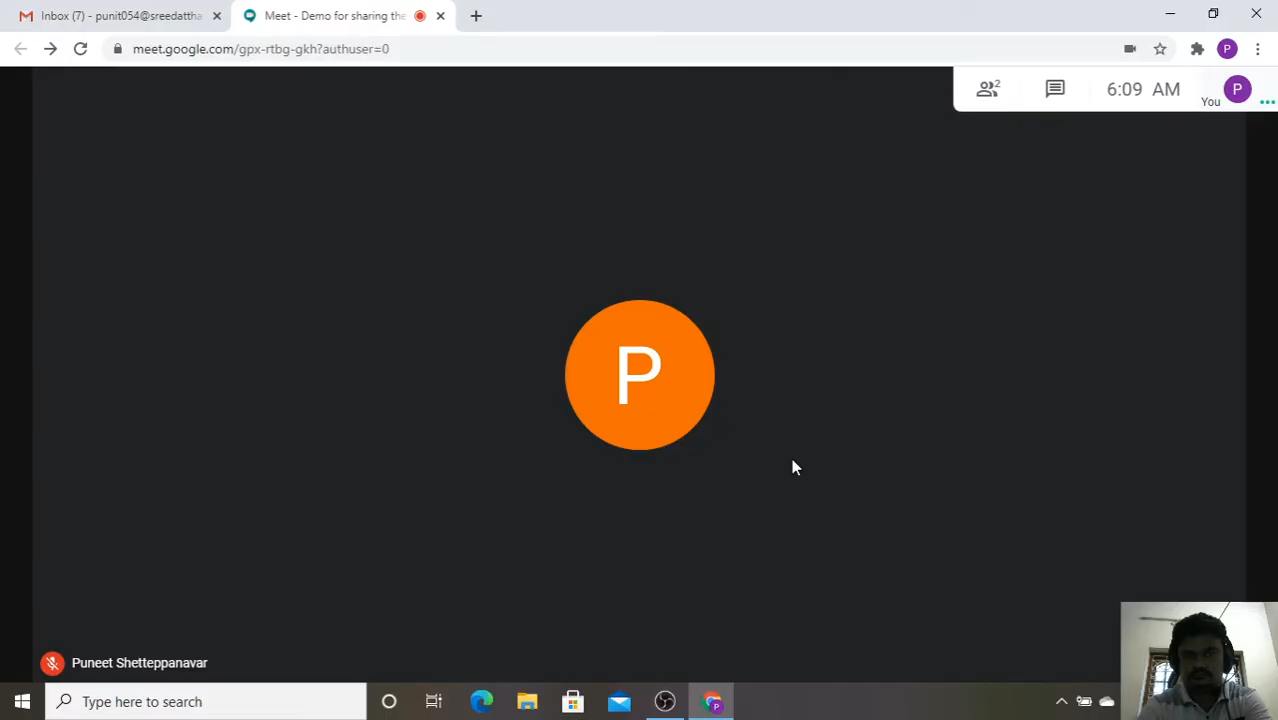 Inbox (7) - punit054@sreedattha
Meet - Demo for sharing the
meet.google.com/gpx-rtbg-gkh?authuser=0
P
2
6:09 AM
You
P
P
Puneet Shetteppanavar
Type here to search
P